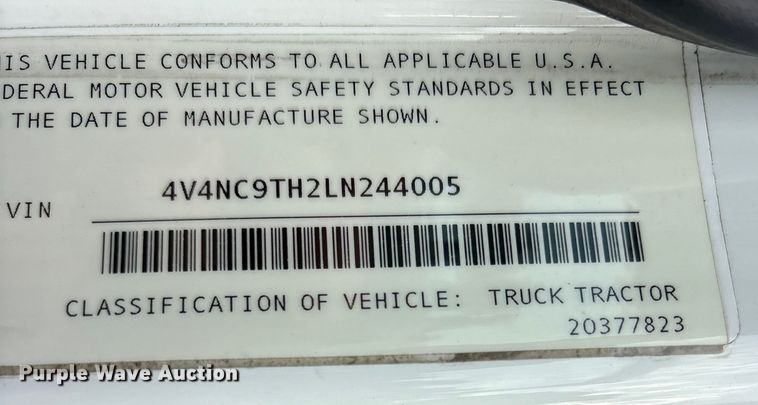 IS VEHICLE CONFORMS TO ALL APPLICABLE U.S.A.
DERAL MOTOR VEHICLE SAFETY STANDARDS IN EFFECT
THE DATE OF MANUFACTURE SHOWN.
4V4NC9TH2LN244005
VIN
CLASSIFICATION OF VEHICLE: TRUCK TRACTOR
20377823
Purple Wave Auction